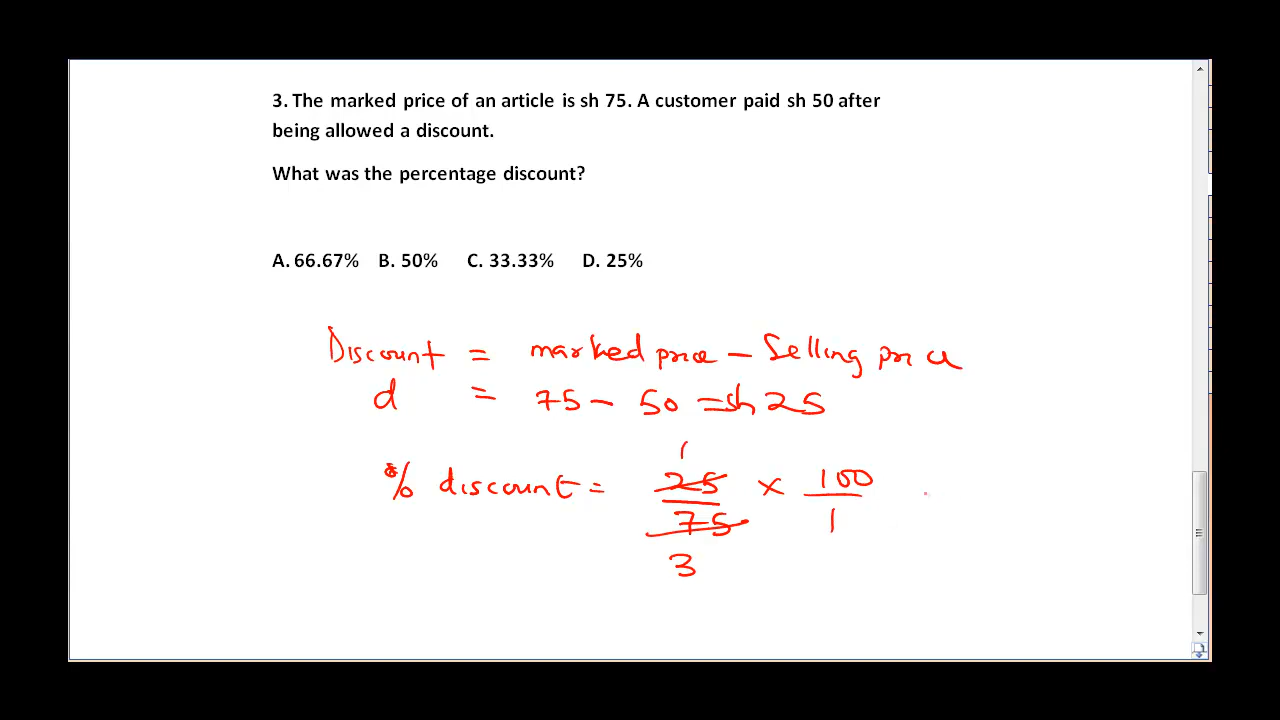 3. The marked price of an article is sh 75. A customer paid sh 50 after
being allowed a discount.
What was the percentage discount?
A. 66.67% B. 50% C. 33.33% D. 25%
Discount = marked price - Selling price
d = 75 - 50 = sh 25
1
% discount = 25/75 x 100/1
3